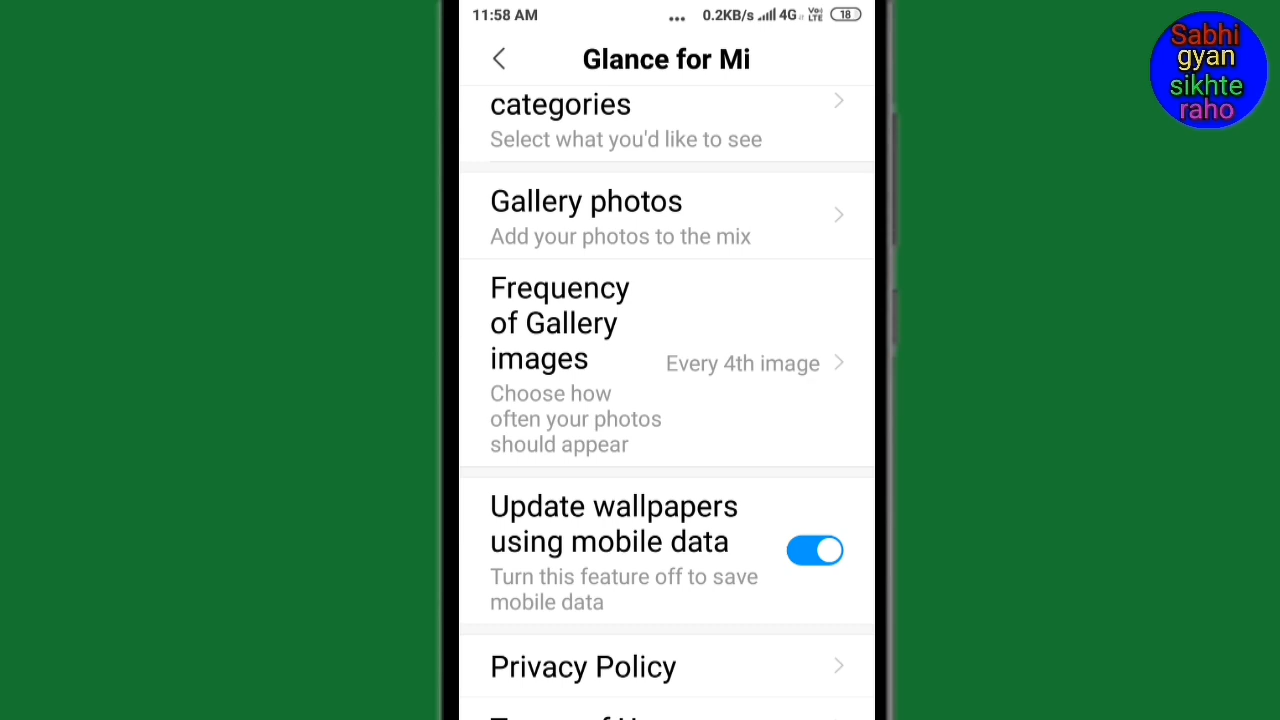 11:58 AM ... 0.2KB/s 4G Vo) LTE 18
Glance for Mi
categories
Select what you'd like to see
Gallery photos
Add your photos to the mix
Frequency
of Gallery
images
Every 4th image
Choose how
often your photos
should appear
Update wallpapers
using mobile data
Turn this feature off to save
mobile data
Privacy Policy
Sabhi
gyan
sikhte
raho